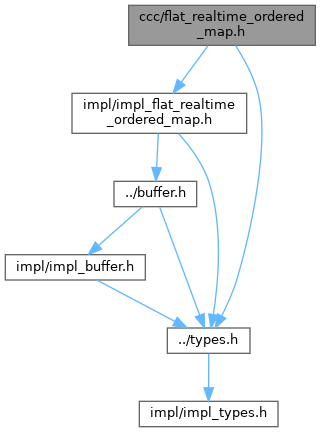 ccc/flat_realtime_ordered
_map.h
impl/impl_flat_realtime
_ordered_map.h
../buffer.h
impl/impl_buffer.h
../types.h
impl/impl_types.h